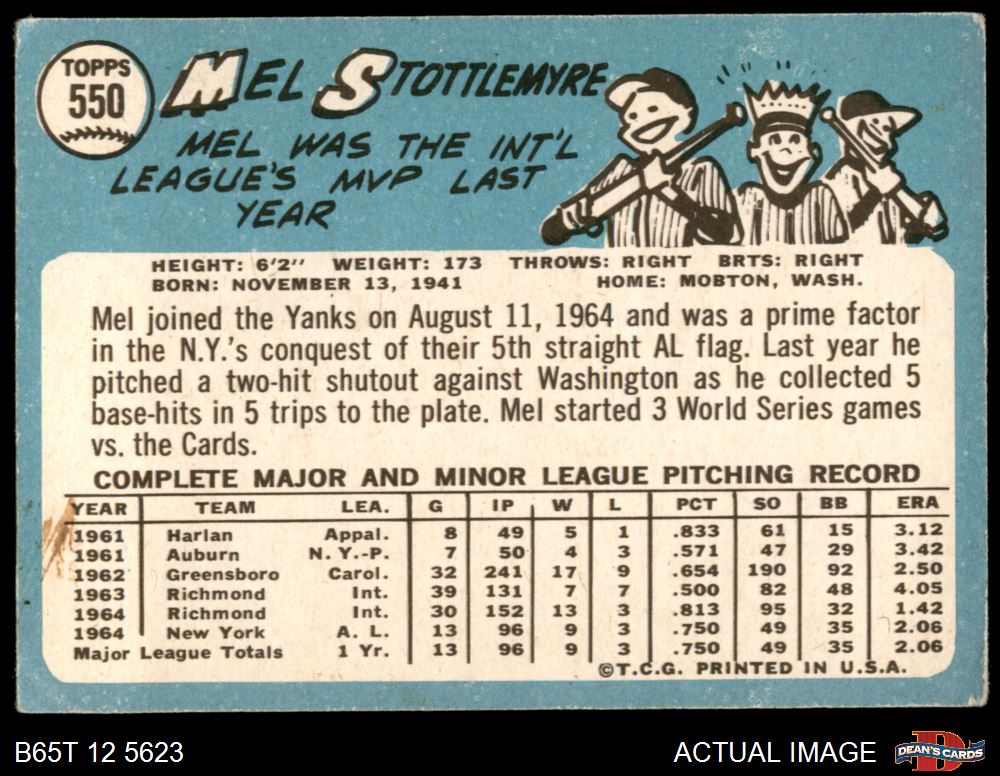 TOPPS
550
MEL STOTTLEMYRE
MEL WAS THE INT'L
LEAGUE'S MVP LAST
YEAR
HEIGHT: 6'2" WEIGHT: 173 THROWS: RIGHT BRTS: RIGHT
BORN: NOVEMBER 13, 1941 HOME: MOBTON, WASH.
Mel joined the Yanks on August 11, 1964 and was a prime factor
in the N.Y.'s conquest of their 5th straight AL flag. Last year he
pitched a two-hit shutout against Washington as he collected 5
base-hits in 5 trips to the plate. Mel started 3 World Series games
vs. the Cards.
COMPLETE MAJOR AND MINOR LEAGUE PITCHING RECORD
YEAR TEAM LEA. G IP W L PCT SO BB ERA
1961 Harlan Appal. 8 49 5 1 .833 61 15 3.12
1961 Auburn N. Y.-P. 7 50 4 3 .571 47 29 3.42
1962 Greensboro Carol. 32 241 17 9 .654 190 92 2.50
1963 Richmond Int. 39 131 7 7 .500 82 48 4.05
1964 Richmond Int. 30 152 13 3 .813 95 32 1.42
1964 New York A. L. 13 96 9 3 .750 49 35 2.06
Major League Totals 1 Yr. 13 96 9 3 .750 49 35 2.06
©T.C.G. PRINTED IN U.S.A.
B65T 12 5623 ACTUAL IMAGE DEAN'S CARDS